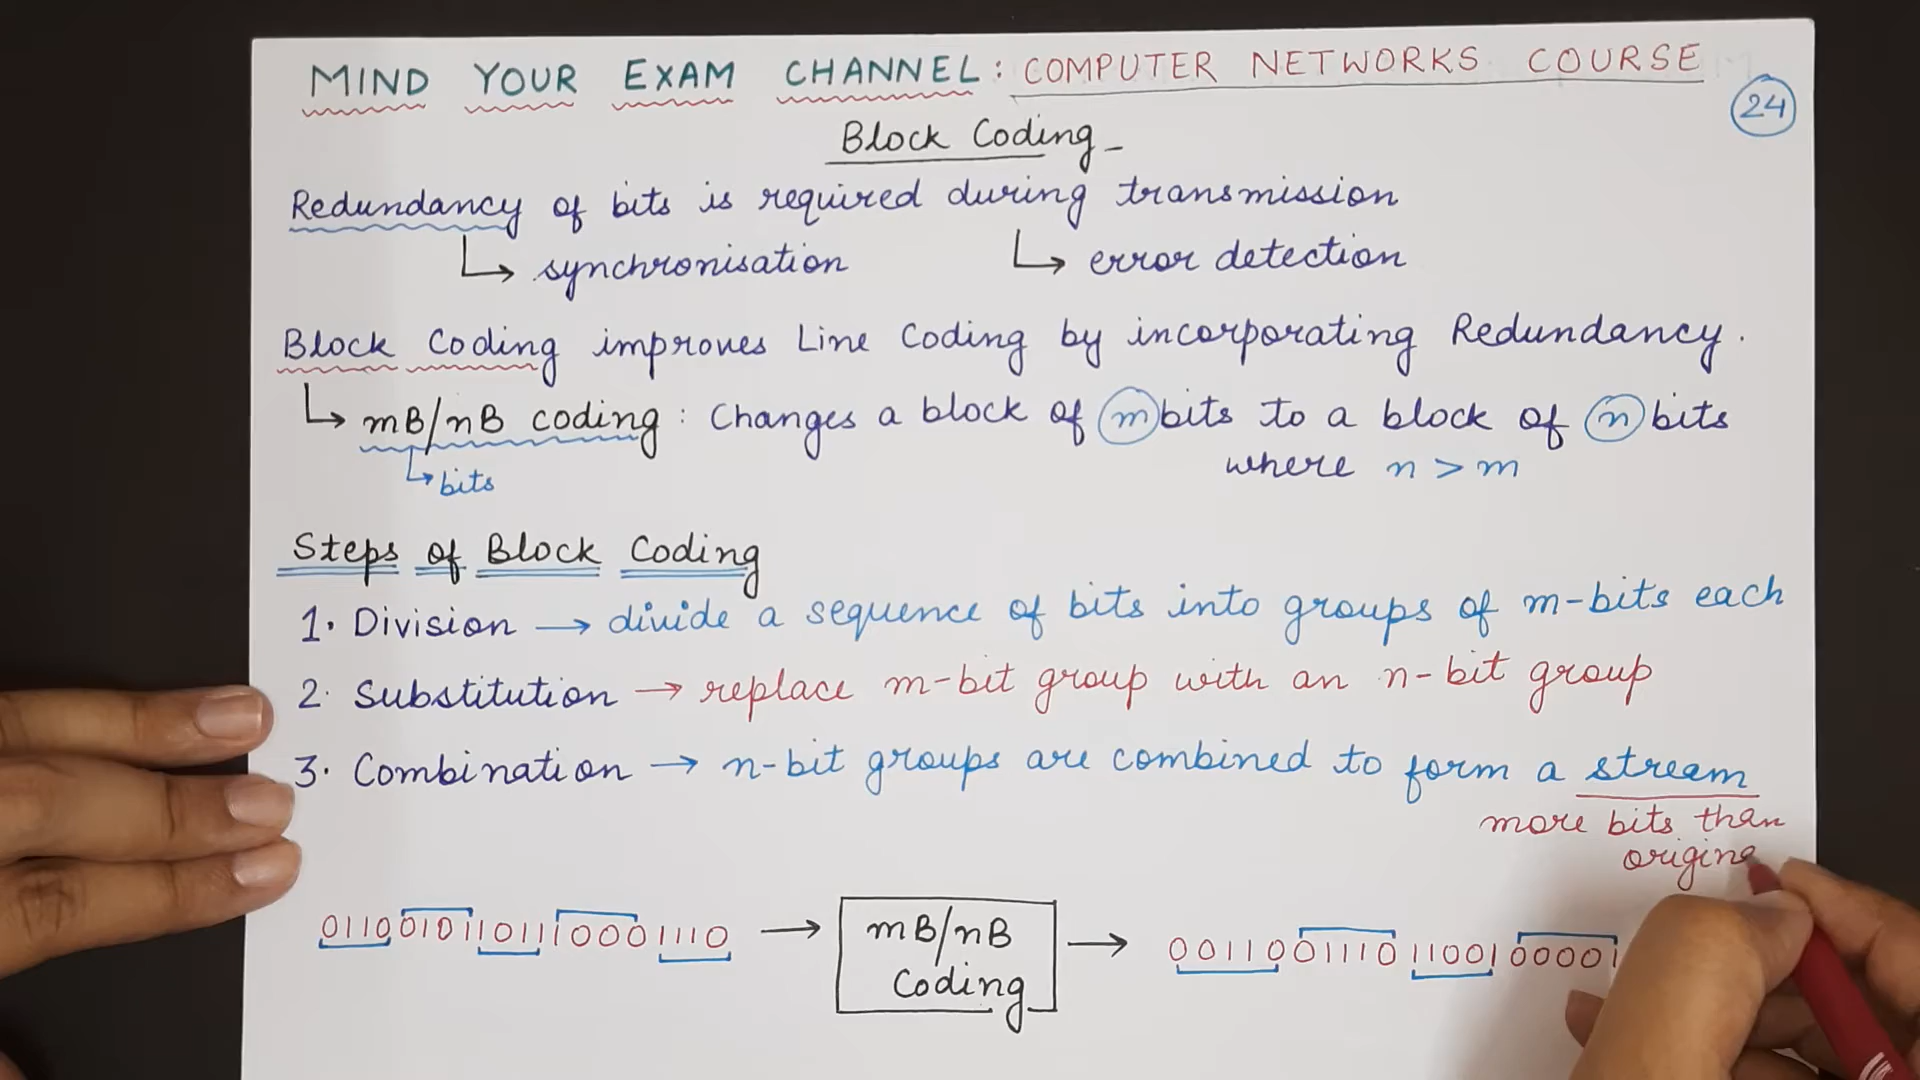 MIND YOUR EXAM CHANNEL: COMPUTER NETWORKS COURSE
24
Block Coding -
Redundancy of bits is required during transmission
↳ synchronisation ↳ error detection
Block Coding improves Line Coding by incorporating Redundancy.
↳ mB/nB coding: Changes a block of m bits to a block of n bits
↳ bits
where n > m
Steps of Block Coding
1. Division → divide a sequence of bits into groups of m-bits each
2. Substitution → replace m-bit group with an n-bit group
3. Combination → n-bit groups are combined to form a stream
more bits than
origina
01100101101110001110 → mB/nB Coding → 00110011101100100001